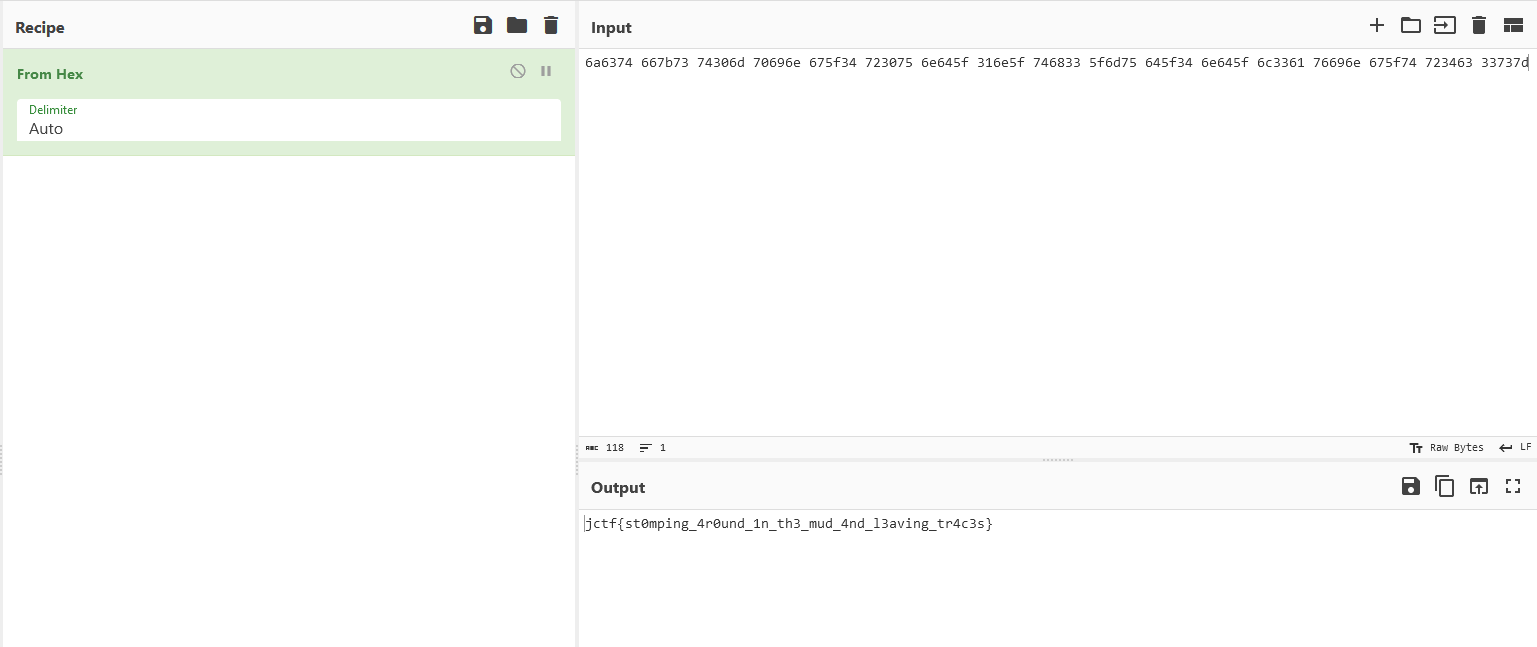 Recipe
From Hex
Delimiter
Auto
Input
6a6374 667b73 74306d 70696e 675f34 723075 6e645f 316e5f 746833 5f6d75 645f34 6e645f 6c3361 76696e 675f74 723463 33737d
ABC 118 1 Raw Bytes LF
Output
jctf{st0mping_4r0und_1n_th3_mud_4nd_l3aving_tr4c3s}